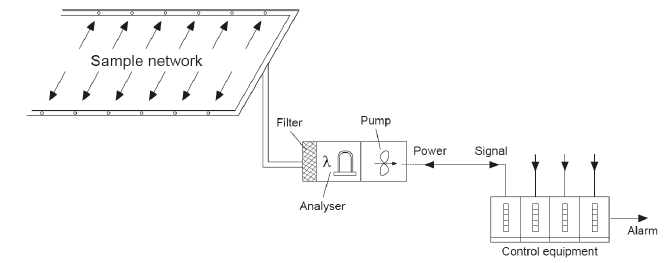 Sample network
Filter
Pump
λ
Power
Signal
Analyser
Alarm
Control equipment